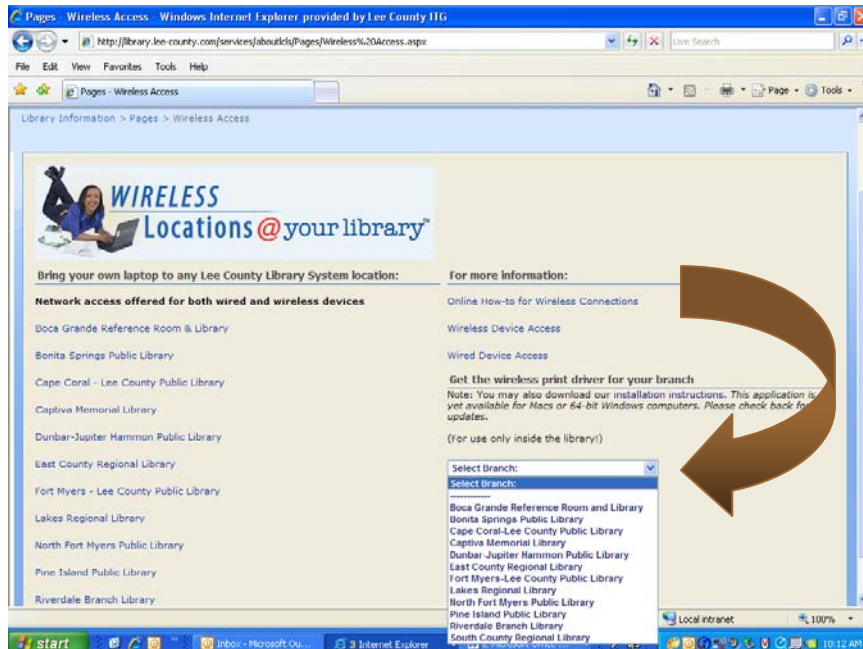 Pages - Wireless Access - Windows Internet Explorer provided by Lee County ITG
http://library.lee-county.com/services/aboutlcls/Pages/Wireless%20Access.aspx
Live Search
File Edit View Favorites Tools Help
Pages - Wireless Access
Page Tools
Library Information > Pages > Wireless Access
WIRELESS
Locations @ your library™
Bring your own laptop to any Lee County Library System location:
Network access offered for both wired and wireless devices
Boca Grande Reference Room & Library
Bonita Springs Public Library
Cape Coral - Lee County Public Library
Captiva Memorial Library
Dunbar-Jupiter Hammon Public Library
East County Regional Library
Fort Myers - Lee County Public Library
Lakes Regional Library
North Fort Myers Public Library
Pine Island Public Library
Riverdale Branch Library
For more information:
Online How-to for Wireless Connections
Wireless Device Access
Wired Device Access
Get the wireless print driver for your branch
Note: You may also download our installation instructions. This application is
yet available for Macs or 64-bit Windows computers. Please check back for
updates.
(For use only inside the library!)
Select Branch:
Select Branch:
------------
Boca Grande Reference Room and Library
Bonita Springs Public Library
Cape Coral-Lee County Public Library
Captiva Memorial Library
Dunbar-Jupiter Hammon Public Library
East County Regional Library
Fort Myers-Lee County Public Library
Lakes Regional Library
North Fort Myers Public Library
Pine Island Public Library
Riverdale Branch Library
South County Regional Library
Local intranet 100%
start
Inbox - Microsoft Ou...
3 Internet Explorer
10:12 AM